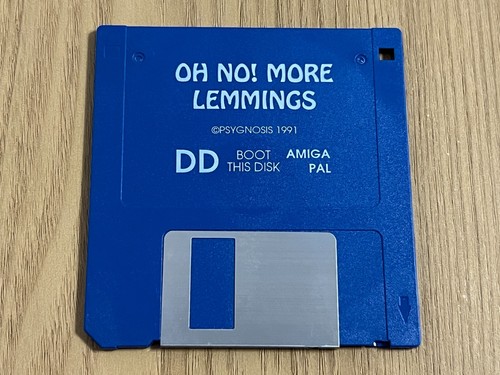 OH NO! MORE
LEMMINGS
©PSYGNOSIS 1991
DD BOOT AMIGA
THIS DISK PAL